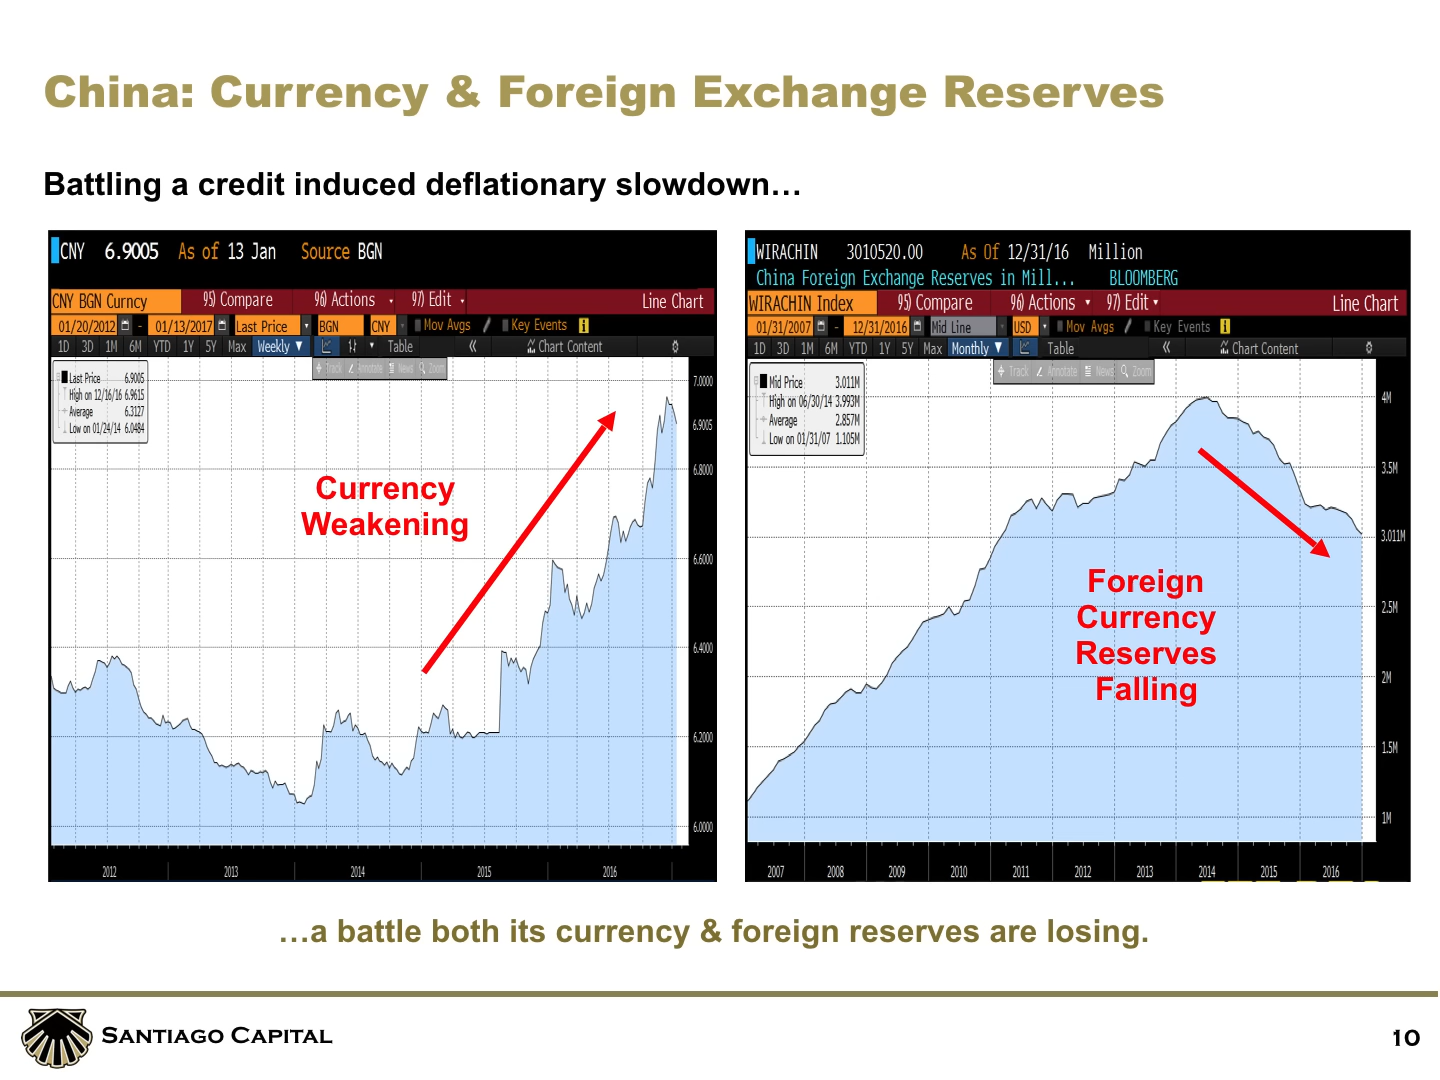 China: Currency & Foreign Exchange Reserves
Battling a credit induced deflationary slowdown…
CNY 6.9005 As of 13 Jan Source BGN
CNY BGN Curncy 95) Compare 96) Actions 97) Edit Line Chart
01/20/2012 - 01/13/2017 Last Price BGN CNY Mov Avgs Key Events
1D 3D 1M 6M YTD 1Y 5Y Max Weekly ▼ Table « Chart Content
Track Annotate News Zoom
Last Price 6.9005
High on 12/16/16 6.9615
Average 6.3127
Low on 01/24/14 6.0484
7.0000
6.9005
6.8000
6.6000
6.4000
6.2000
6.0000
Currency
Weakening
2012 2013 2014 2015 2016
WIRACHIN 3010520.00 As Of 12/31/16 Million
China Foreign Exchange Reserves in Mill... BLOOMBERG
WIRACHIN Index 95) Compare 96) Actions 97) Edit Line Chart
01/31/2007 - 12/31/2016 Mid Line USD Mov Avgs Key Events
1D 3D 1M 6M YTD 1Y 5Y Max Monthly ▼ Table « Chart Content
Track Annotate News Zoom
Mid Price 3.011M
High on 06/30/14 3.993M
Average 2.857M
Low on 01/31/07 1.105M
4M
3.5M
3.011M
2.5M
2M
1.5M
1M
Foreign
Currency
Reserves
Falling
2007 2008 2009 2010 2011 2012 2013 2014 2015 2016
…a battle both its currency & foreign reserves are losing.
Santiago Capital
10